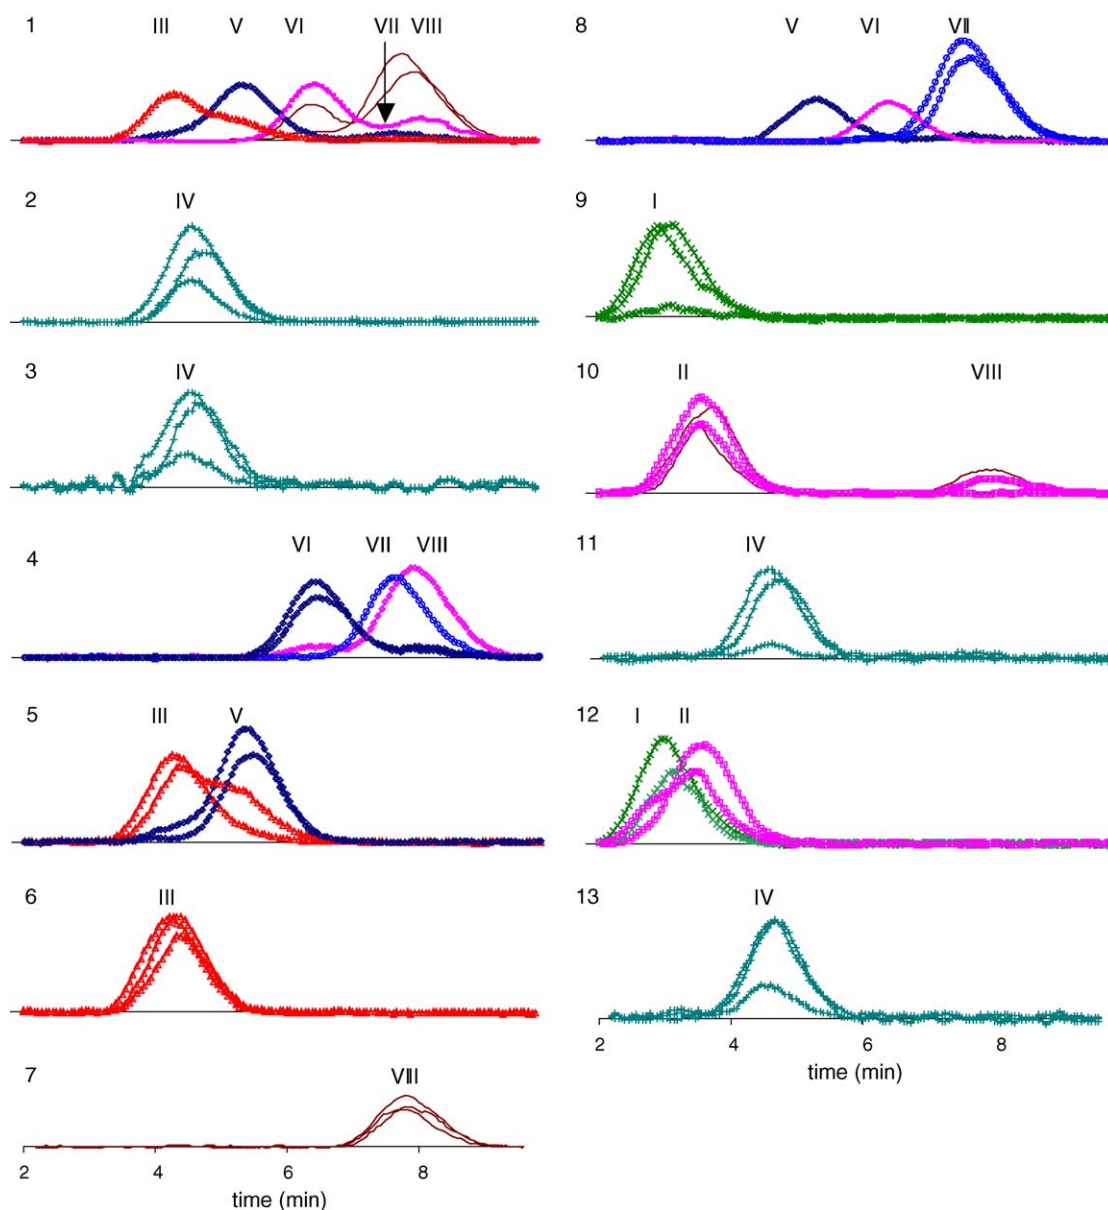 1 III V VI VII VIII
2 IV
3 IV
4 VI VII VIII
5 III V
6 III
7 VIII
2 4 6 8
time (min)
8 V VI VII
9 I
10 II VIII
11 IV
12 I II
13 IV
2 4 6 8
time (min)